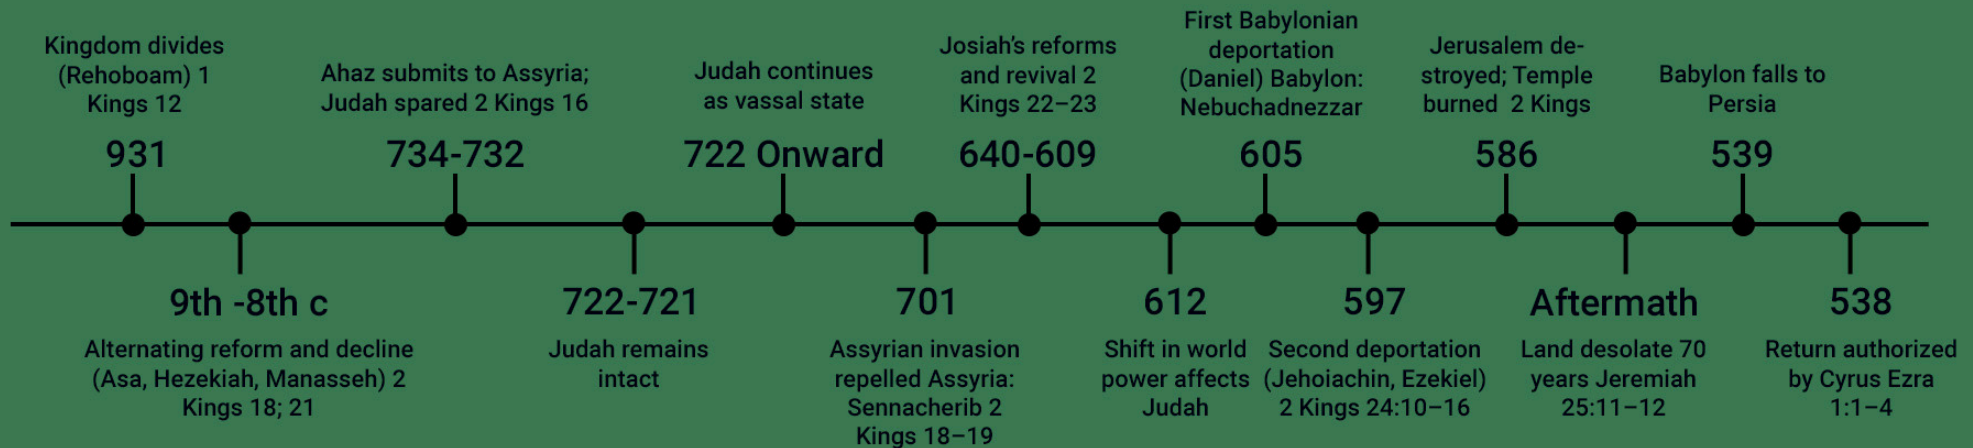 Kingdom divides
(Rehoboam) 1
Kings 12
931
9th -8th c
Alternating reform and decline
(Asa, Hezekiah, Manasseh) 2
Kings 18; 21
Ahaz submits to Assyria;
Judah spared 2 Kings 16
734-732
722-721
Judah remains
intact
Judah continues
as vassal state
722 Onward
701
Assyrian invasion
repelled Assyria:
Sennacherib 2
Kings 18–19
Josiah’s reforms
and revival 2
Kings 22–23
640-609
612
Shift in world
power affects
Judah
First Babylonian
deportation
(Daniel) Babylon:
Nebuchadnezzar
605
597
Second deportation
(Jehoiachin, Ezekiel)
2 Kings 24:10–16
Jerusalem de-
stroyed; Temple
burned  2 Kings
586
Aftermath
Land desolate 70
years Jeremiah
25:11–12
Babylon falls to
Persia
539
538
Return authorized
by Cyrus Ezra
1:1–4